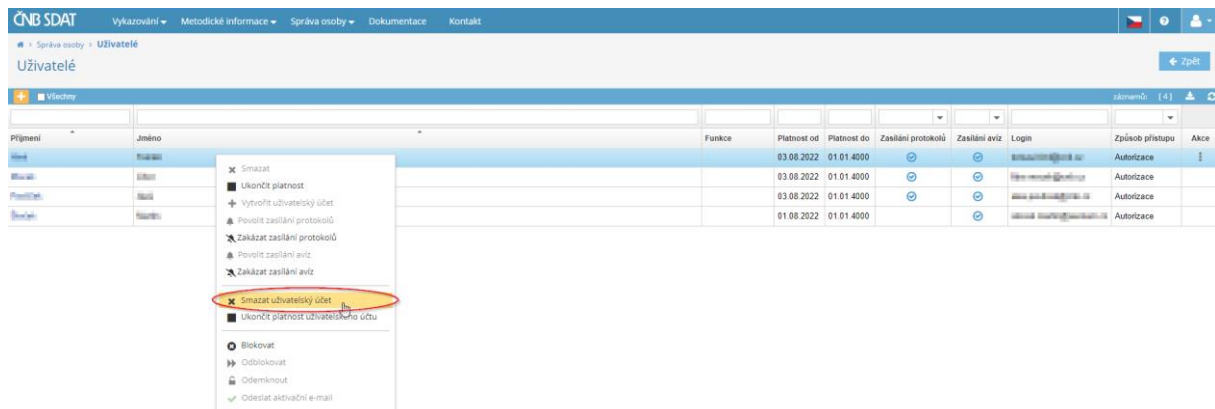 ČNB SDAT Vykazování Metodické informace Správa osoby Dokumentace Kontakt
Správa osoby > Uživatelé
Uživatelé
Zpět
Všechny záznamů: [4]
Příjmení Jméno Funkce Platnost od Platnost do Zasílání protokolů Zasílání avíz Login Způsob přístupu Akce
03.08.2022 01.01.4000 Autorizace
03.08.2022 01.01.4000 Autorizace
03.08.2022 01.01.4000 Autorizace
01.08.2022 01.01.4000 Autorizace
Smazat
Ukončit platnost
Vytvořit uživatelský účet
Povolit zasílání protokolů
Zakázat zasílání protokolů
Povolit zasílání avíz
Zakázat zasílání avíz
Smazat uživatelský účet
Ukončit platnost uživatelského účtu
Blokovat
Odblokovat
Odemknout
Odeslat aktivační e-mail